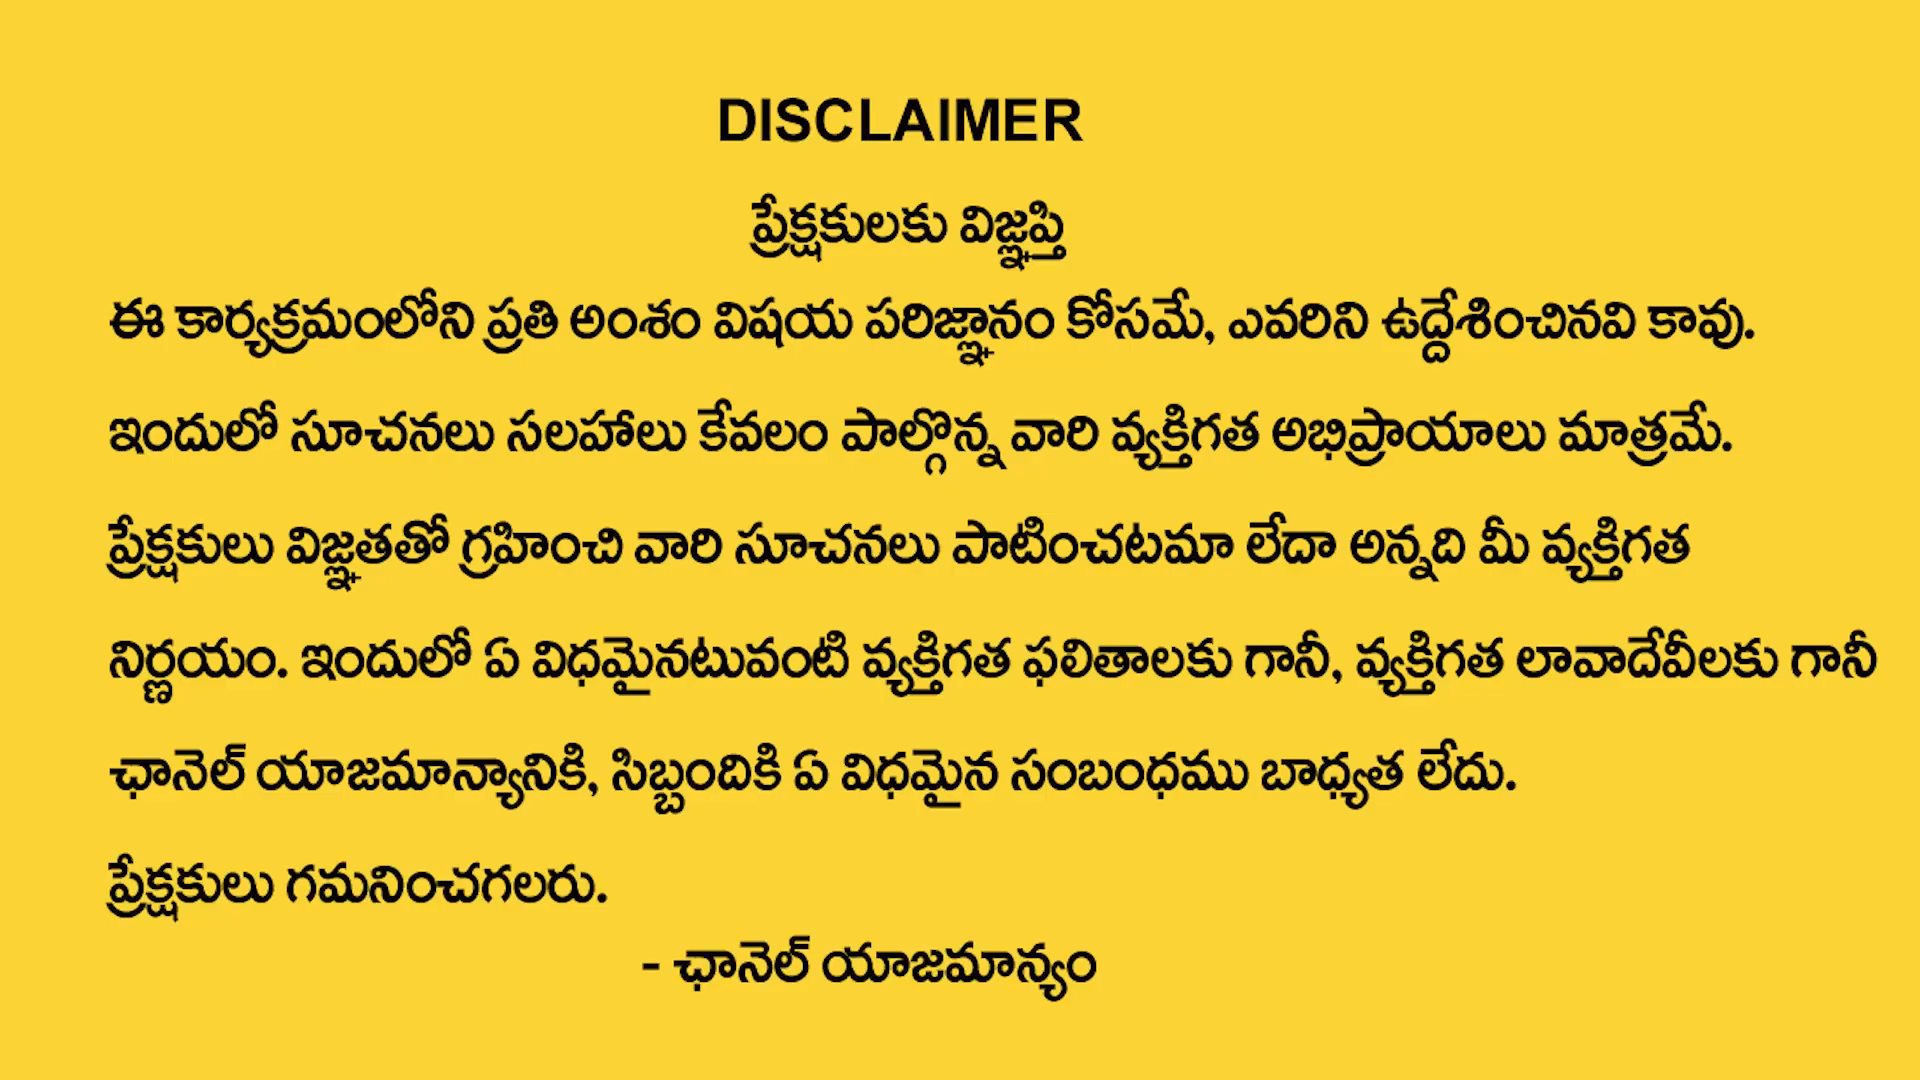 DISCLAIMER
ప్రేక్షకులకు విజ్ఞప్తి
ఈ కార్యక్రమంలోని ప్రతి అంశం విషయ పరిజ్ఞానం కోసమే, ఎవరిని ఉద్దేశించినవి కావు.
ఇందులో సూచనలు సలహాలు కేవలం పాల్గొన్న వారి వ్యక్తిగత అభిప్రాయాలు మాత్రమే.
ప్రేక్షకులు విజ్ఞతతో గ్రహించి వారి సూచనలు పాటించటమా లేదా అన్నది మీ వ్యక్తిగత
నిర్ణయం. ఇందులో ఏ విధమైనటువంటి వ్యక్తిగత ఫలితాలకు గానీ, వ్యక్తిగత లావాదేవీలకు గానీ
ఛానెల్ యాజమాన్యానికి, సిబ్బందికి ఏ విధమైన సంబంధము బాధ్యత లేదు.
ప్రేక్షకులు గమనించగలరు.
- ఛానెల్ యాజమాన్యం